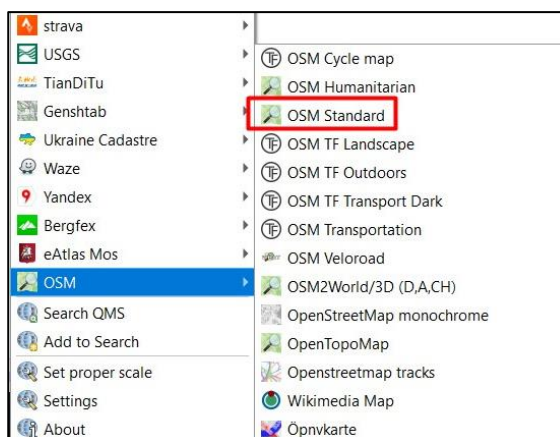 strava
USGS
TianDiTu
Genshtab
Ukraine Cadastre
Waze
Yandex
Bergfex
eAtlas Mos
OSM
Search QMS
Add to Search
Set proper scale
Settings
About
OSM Cycle map
OSM Humanitarian
OSM Standard
OSM TF Landscape
OSM TF Outdoors
OSM TF Transport Dark
OSM Transportation
OSM Veloroad
OSM2World/3D (D,A,CH)
OpenStreetMap monochrome
OpenTopoMap
Openstreetmap tracks
Wikimedia Map
Öpnvkarte